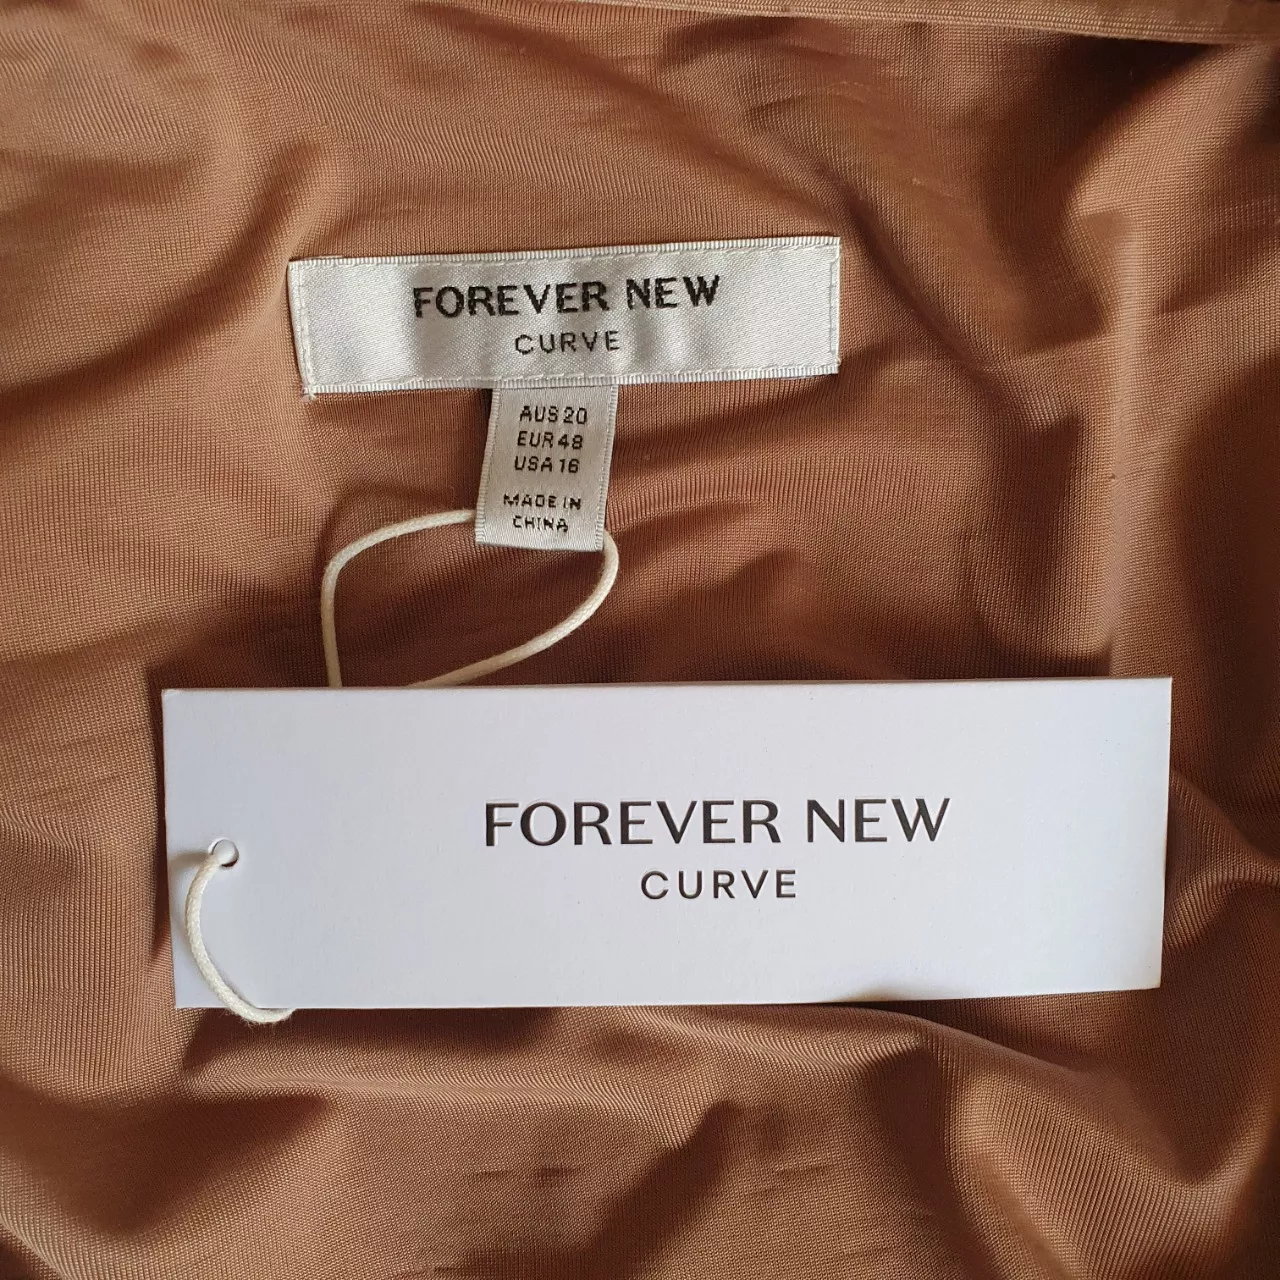 FOREVER NEW
CURVE
AUS 20
EUR 48
USA 16
MADE IN
CHINA
FOREVER NEW
CURVE